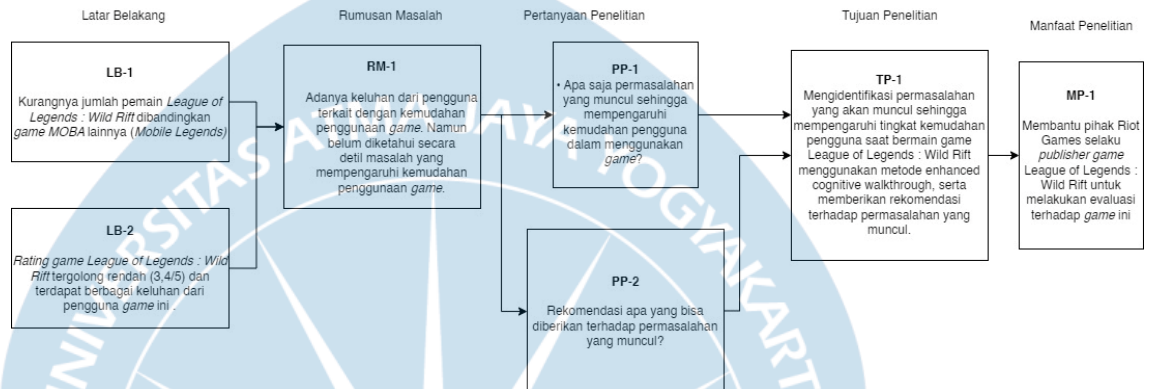 Latar Belakang
Rumusan Masalah
Pertanyaan Penelitian
Tujuan Penelitian
Manfaat Penelitian
LB-1
Kurangnya jumlah pemain League of
Legends : Wild Rift dibandingkan
game MOBA lainnya (Mobile Legends)
LB-2
Rating game League of Legends : Wild
Rift tergolong rendah (3,4/5) dan
terdapat berbagai keluhan dari
pengguna game ini .
RM-1
Adanya keluhan dari pengguna
terkait dengan kemudahan
penggunaan game. Namun
belum diketahui secara
detil masalah yang
mempengaruhi kemudahan
penggunaan game.
PP-1
• Apa saja permasalahan
yang muncul sehingga
mempengaruhi
kemudahan pengguna
dalam menggunakan
game?
PP-2
Rekomendasi apa yang bisa
diberikan terhadap permasalahan
yang muncul?
TP-1
Mengidentifikasi permasalahan
yang akan muncul sehingga
mempengaruhi tingkat kemudahan
pengguna saat bermain game
League of Legends : Wild Rift
menggunakan metode enhanced
cognitive walkthrough, serta
memberikan rekomendasi
terhadap permasalahan yang
muncul.
MP-1
Membantu pihak Riot
Games selaku
publisher game
League of Legends :
Wild Rift untuk
melakukan evaluasi
terhadap game ini
UNIVERSITAS ATMA JAYA YOGYAKART